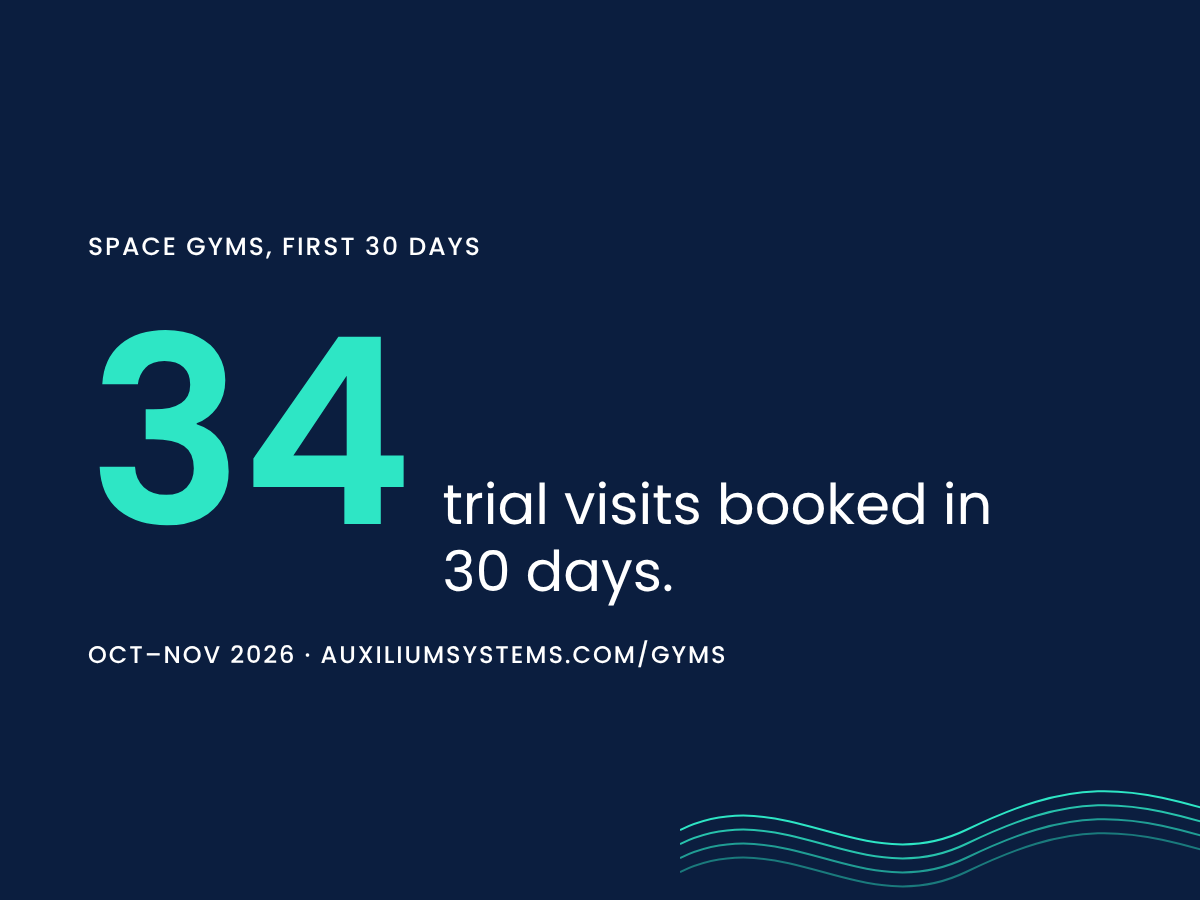 SPACE GYMS, FIRST 30 DAYS
34 trial visits booked in
30 days.
OCT–NOV 2026 · AUXILIUMSYSTEMS.COM/GYMS